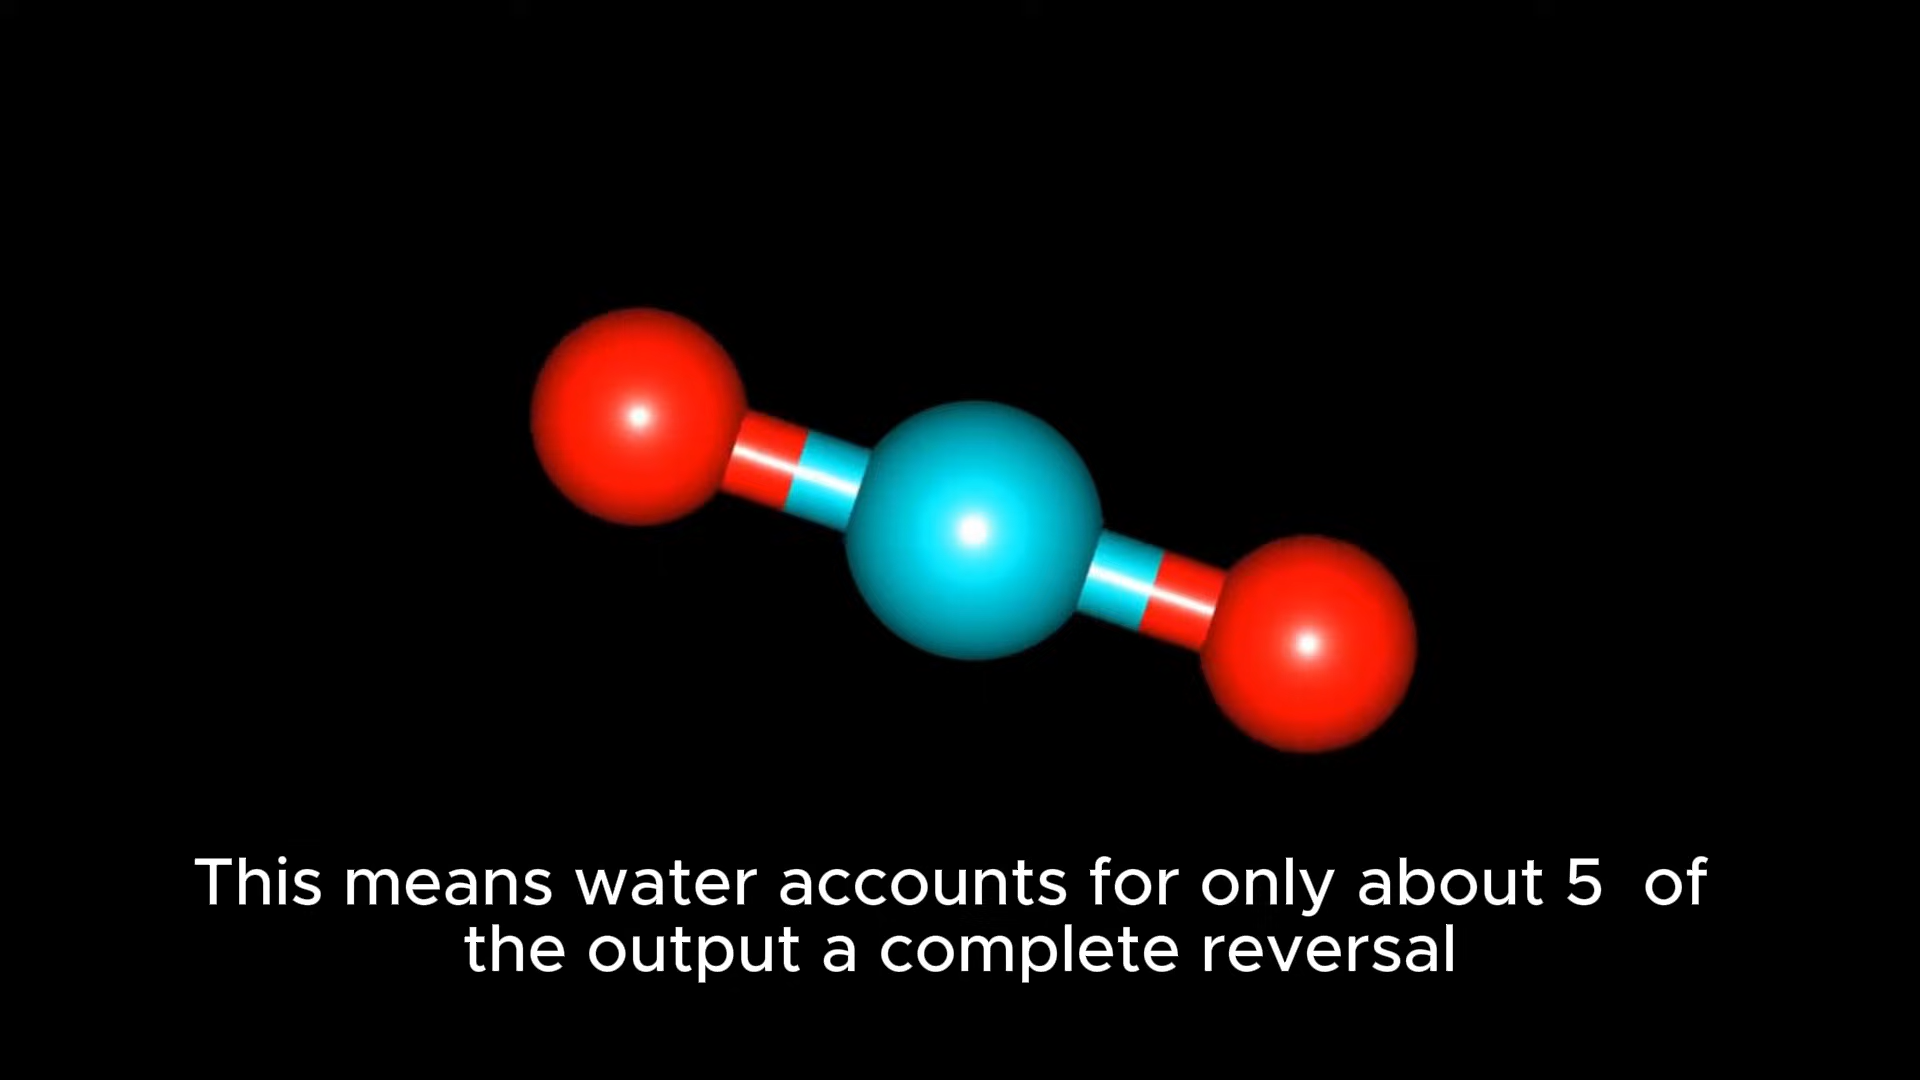 This means water accounts for only about 5 of
the output a complete reversal